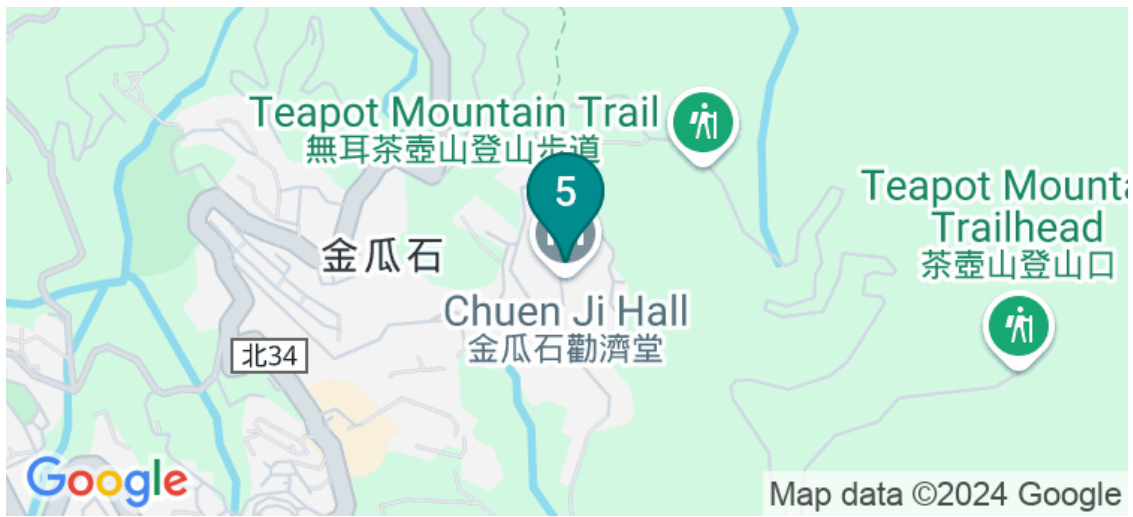 Teapot Mountain Trail
無耳茶壺山登山步道
5
Teapot Mounta
Trailhead
茶壺山登山口
金瓜石
Chuen Ji Hall
金瓜石勸濟堂
北34
Google
Map data ©2024 Google